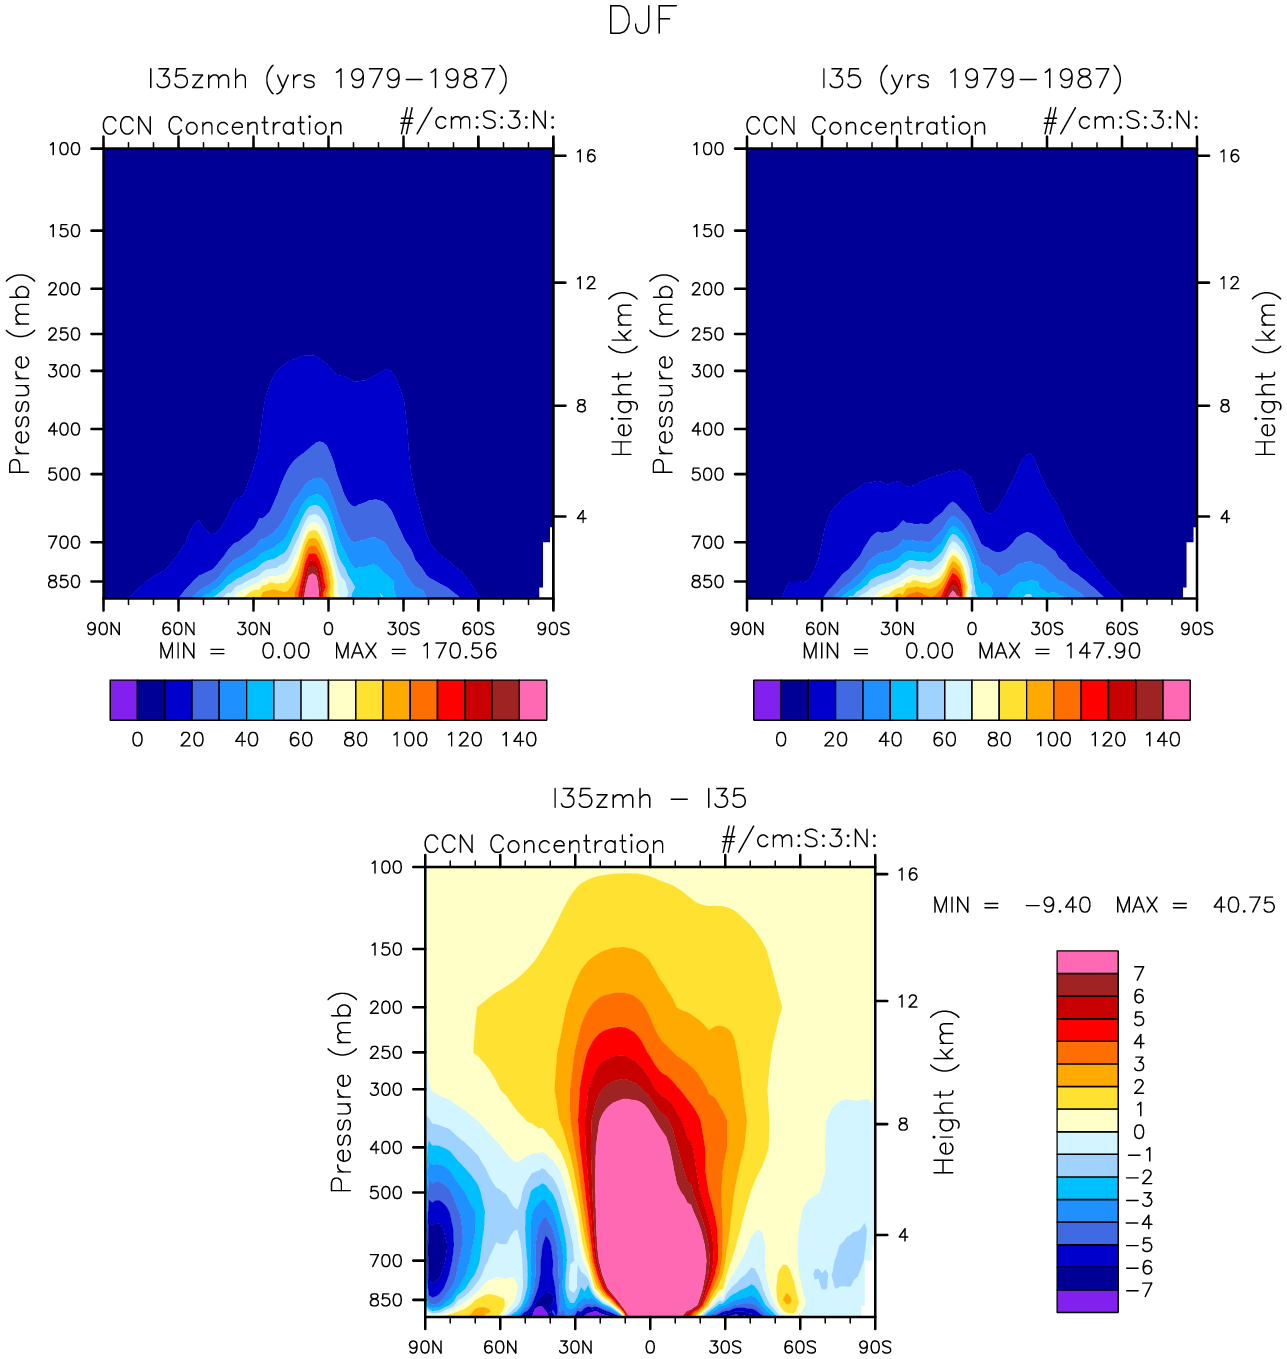 DJF
I35zmh (yrs 1979−1987)
CCN Concentration #/cm:S:3:N:
100
150
200
250
300
400
500
700
850
Pressure (mb)
16
12
8
4
Height (km)
90N 60N 30N 0 30S 60S 90S
MIN = 0.00 MAX = 170.56
0 20 40 60 80 100 120 140
I35 (yrs 1979−1987)
CCN Concentration #/cm:S:3:N:
100
150
200
250
300
400
500
700
850
Pressure (mb)
16
12
8
4
Height (km)
90N 60N 30N 0 30S 60S 90S
MIN = 0.00 MAX = 147.90
0 20 40 60 80 100 120 140
I35zmh − I35
CCN Concentration #/cm:S:3:N:
100
150
200
250
300
400
500
700
850
Pressure (mb)
16
12
8
4
Height (km)
90N 60N 30N 0 30S 60S 90S
MIN = −9.40 MAX = 40.75
7
6
5
4
3
2
1
0
−1
−2
−3
−4
−5
−6
−7